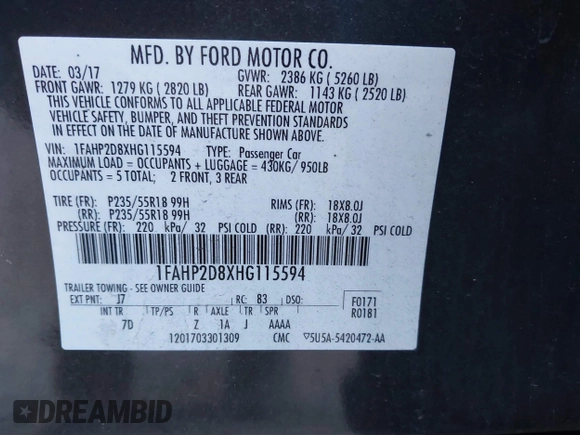 MFD. BY FORD MOTOR CO.
DATE: 03/17 GVWR: 2386 KG ( 5260 LB)
FRONT GAWR: 1279 KG ( 2820 LB) REAR GAWR: 1143 KG ( 2520 LB)
THIS VEHICLE CONFORMS TO ALL APPLICABLE FEDERAL MOTOR
VEHICLE SAFETY, BUMPER, AND THEFT PREVENTION STANDARDS
IN EFFECT ON THE DATE OF MANUFACTURE SHOWN ABOVE.
VIN: 1FAHP2D8XHG115594 TYPE: Passenger Car
MAXIMUM LOAD = OCCUPANTS + LUGGAGE = 430KG/ 950LB
OCCUPANTS = 5 TOTAL: 2 FRONT, 3 REAR
TIRE (FR): P235/55R18 99H RIMS (FR): 18X8.0J
(RR): P235/55R18 99H (RR): 18X8.0J
PRESSURE (FR): 220 kPa/ 32 PSI COLD (RR): 220 kPa/ 32 PSI COLD
1FAHP2D8XHG115594
TRAILER TOWING - SEE OWNER GUIDE
EXT PNT: J7 RC: 83 DSO: F0171
INT TR TP/PS R AXLE TR SPR R0181
7D Z 1A J AAAA
1201703301309 CMC ▽5U5A-5420472-AA
DREAMBID